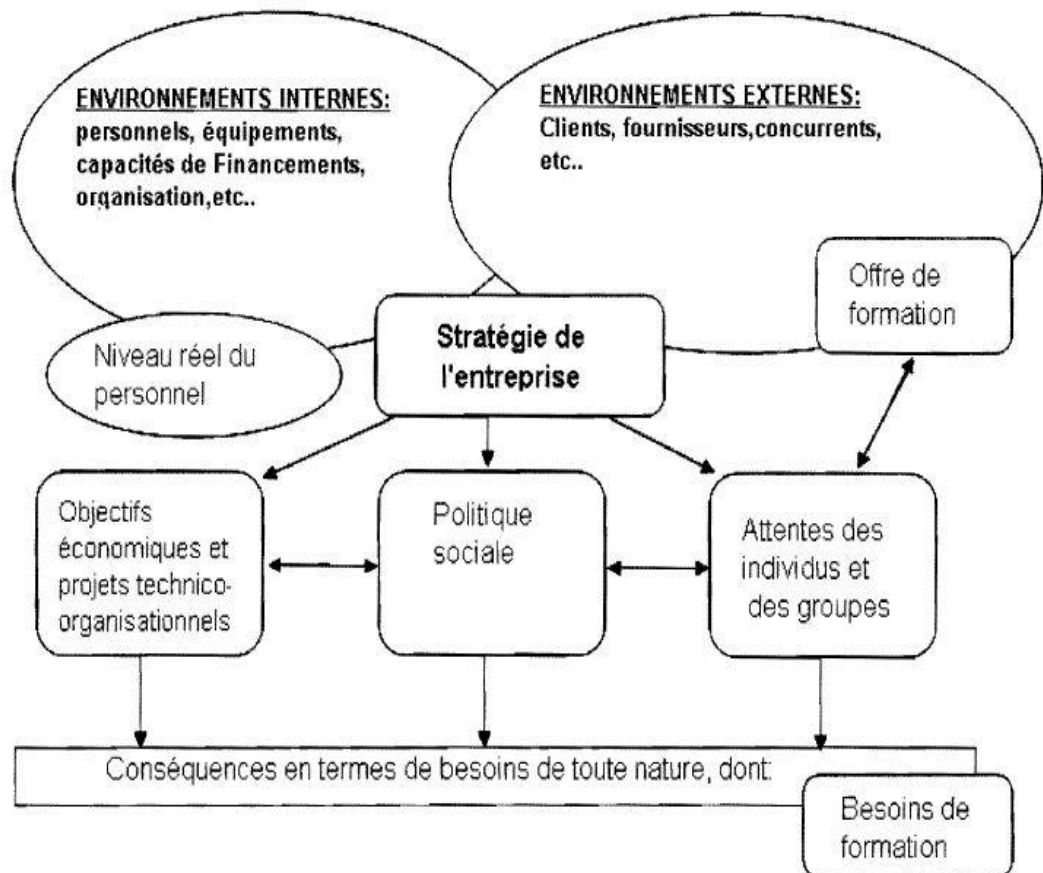 ENVIRONNEMENTS INTERNES:
personnels, équipements,
capacités de Financements,
organisation,etc..
ENVIRONNEMENTS EXTERNES:
Clients, fournisseurs,concurrents,
etc..
Offre de
formation
Niveau réel du
personnel
Stratégie de
l'entreprise
Objectifs
économiques et
projets technico-
organisationnels
Politique
sociale
Attentes des
individus et
des groupes
Conséquences en termes de besoins de toute nature, dont:
Besoins de
formation